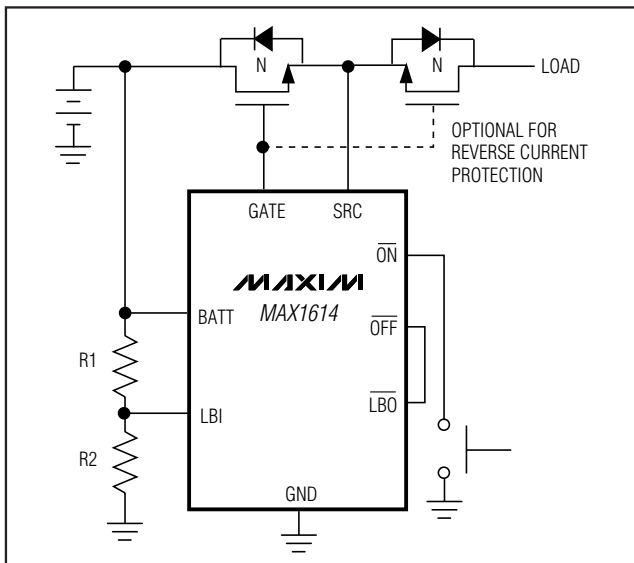 N
N
LOAD
OPTIONAL FOR
REVERSE CURRENT
PROTECTION
GATE
SRC
ON
MAXIM
MAX1614
BATT
OFF
R1
LBO
LBI
R2
GND